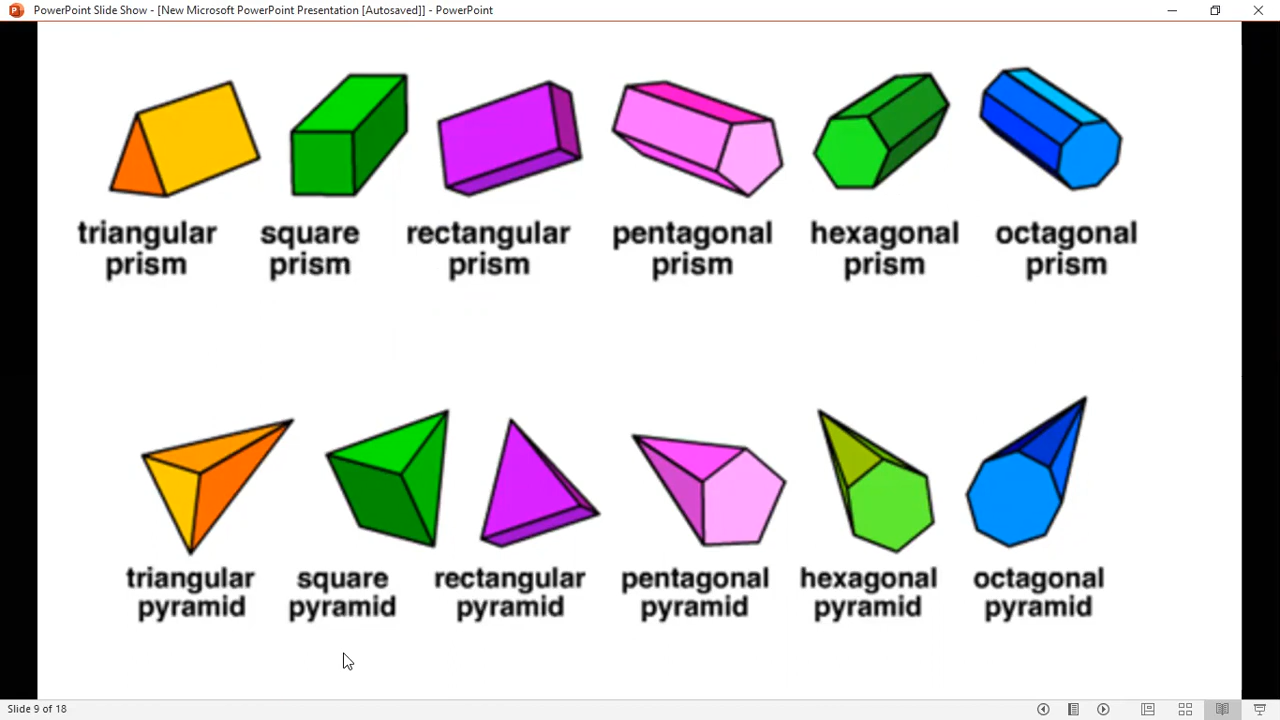 PowerPoint Slide Show - [New Microsoft PowerPoint Presentation [Autosaved]] - PowerPoint
triangular prism
square prism
rectangular prism
pentagonal prism
hexagonal prism
octagonal prism
triangular pyramid
square pyramid
rectangular pyramid
pentagonal pyramid
hexagonal pyramid
octagonal pyramid
Slide 9 of 18